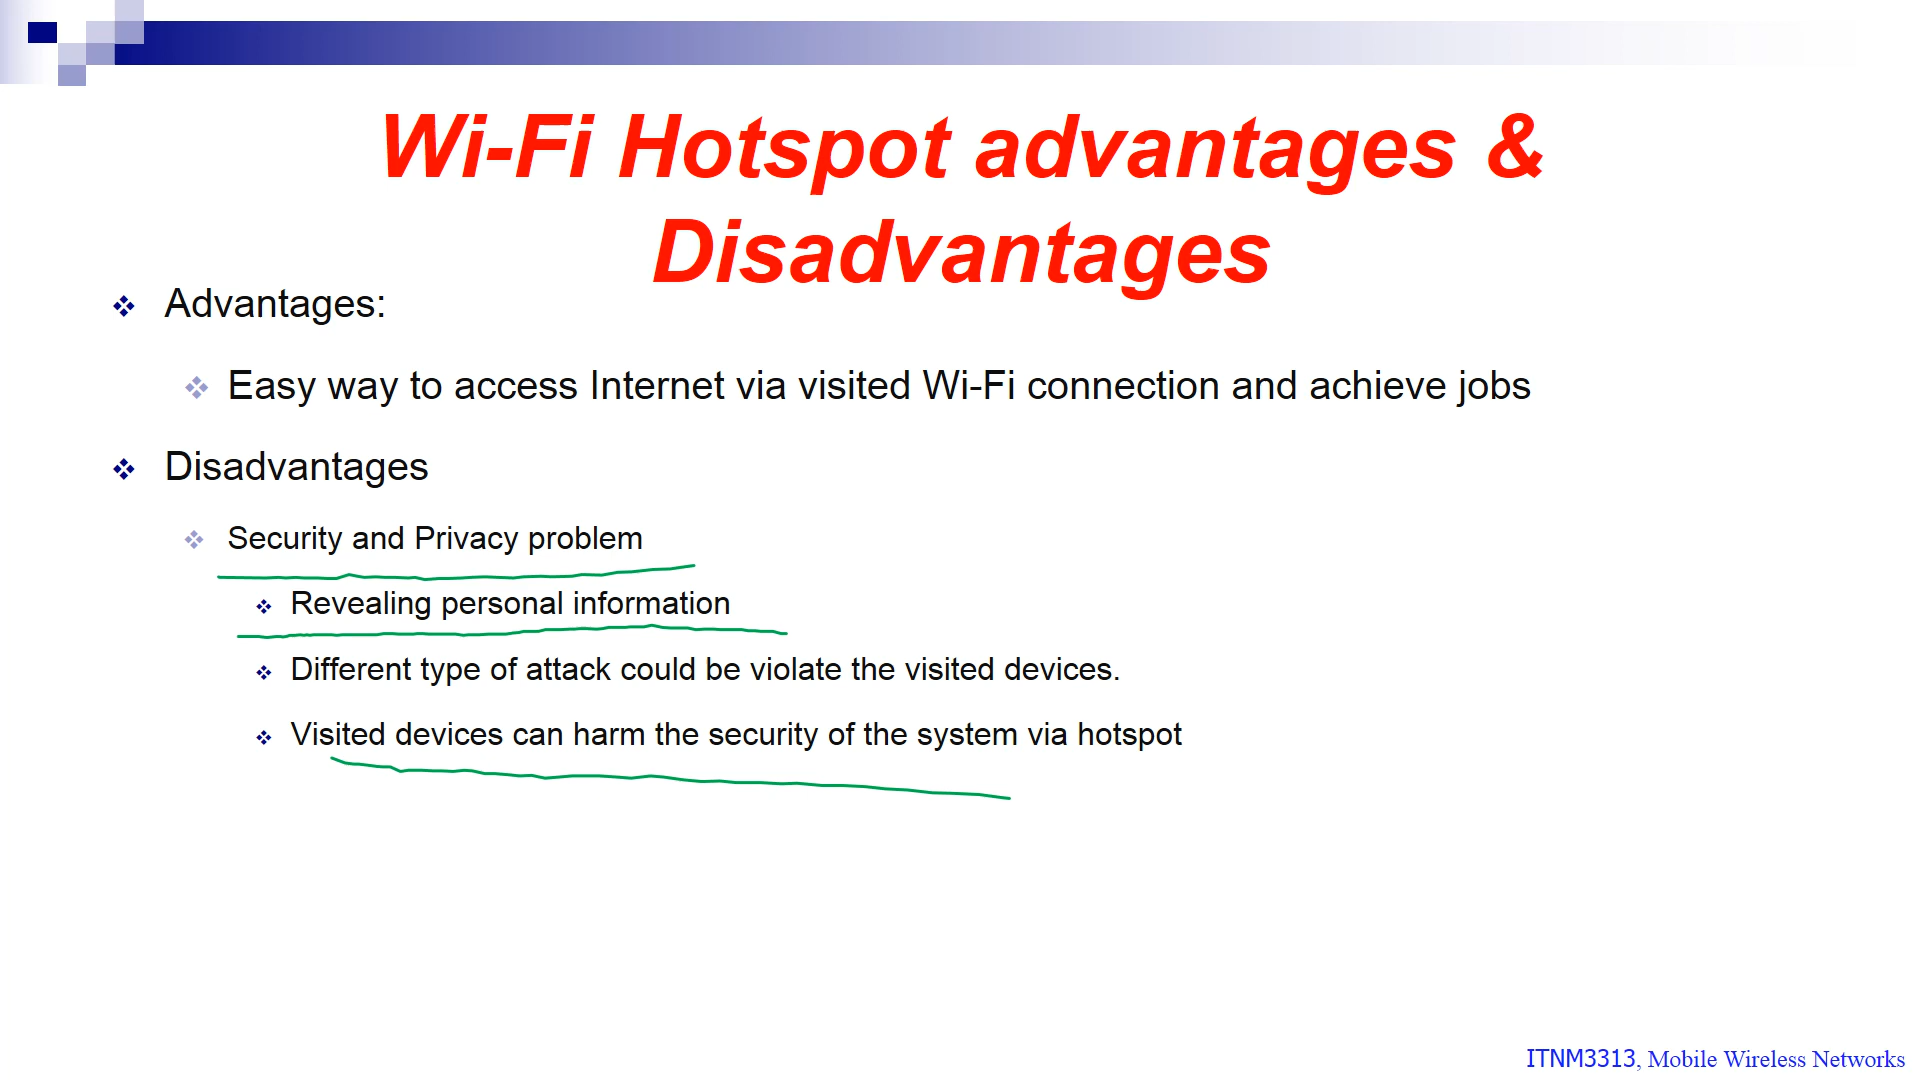 Wi-Fi Hotspot advantages &
Disadvantages
Advantages:
Easy way to access Internet via visited Wi-Fi connection and achieve jobs
Disadvantages
Security and Privacy problem
Revealing personal information
Different type of attack could be violate the visited devices.
Visited devices can harm the security of the system via hotspot
ITNM3313, Mobile Wireless Networks